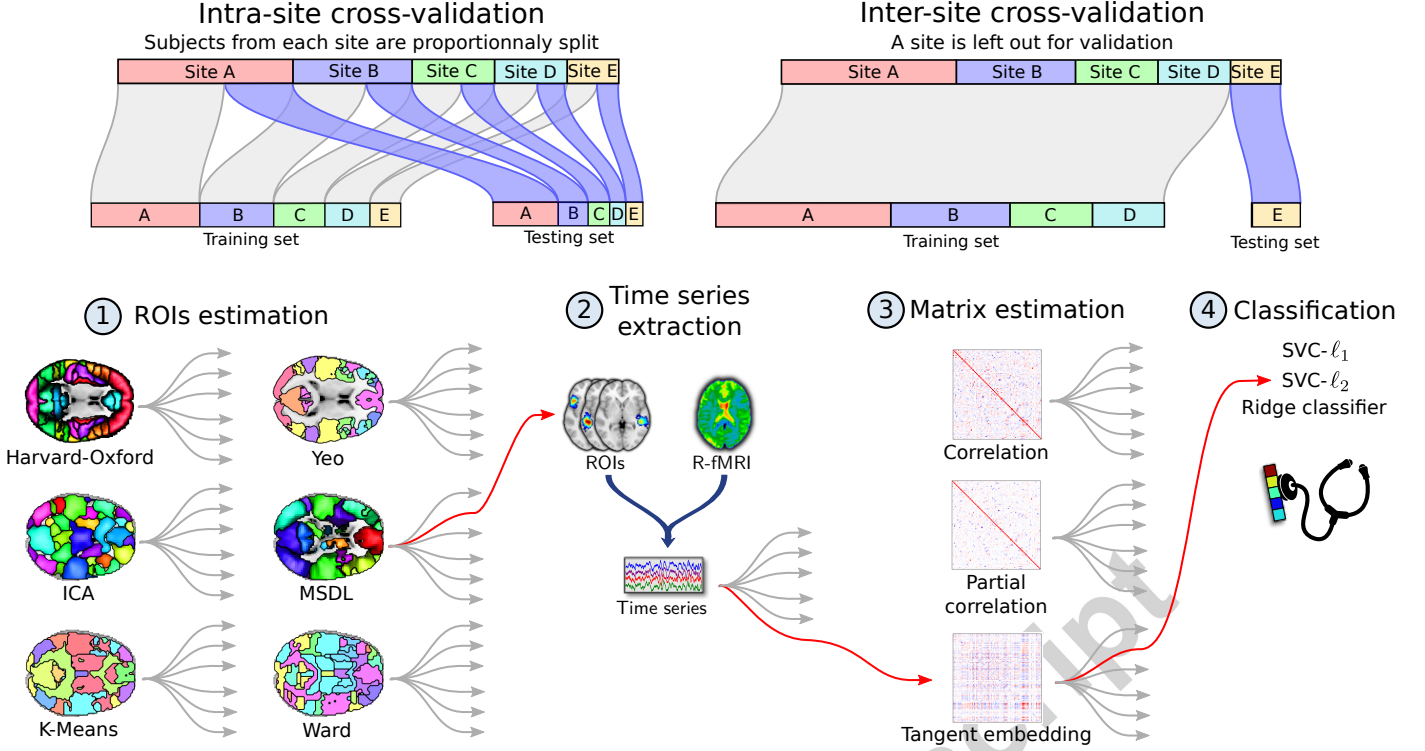 Intra-site cross-validation
Subjects from each site are proportionnaly split
Site A Site B Site C Site D Site E
A B C D E
Training set
A B C D E
Testing set
Inter-site cross-validation
A site is left out for validation
Site A Site B Site C Site D Site E
A B C D
Training set
E
Testing set
1 ROIs estimation
Harvard-Oxford
Yeo
ICA
MSDL
K-Means
Ward
2 Time series
extraction
ROIs
R-fMRI
Time series
3 Matrix estimation
Correlation
Partial
correlation
Tangent embedding
4 Classification
SVC-ℓ1
SVC-ℓ2
Ridge classifier